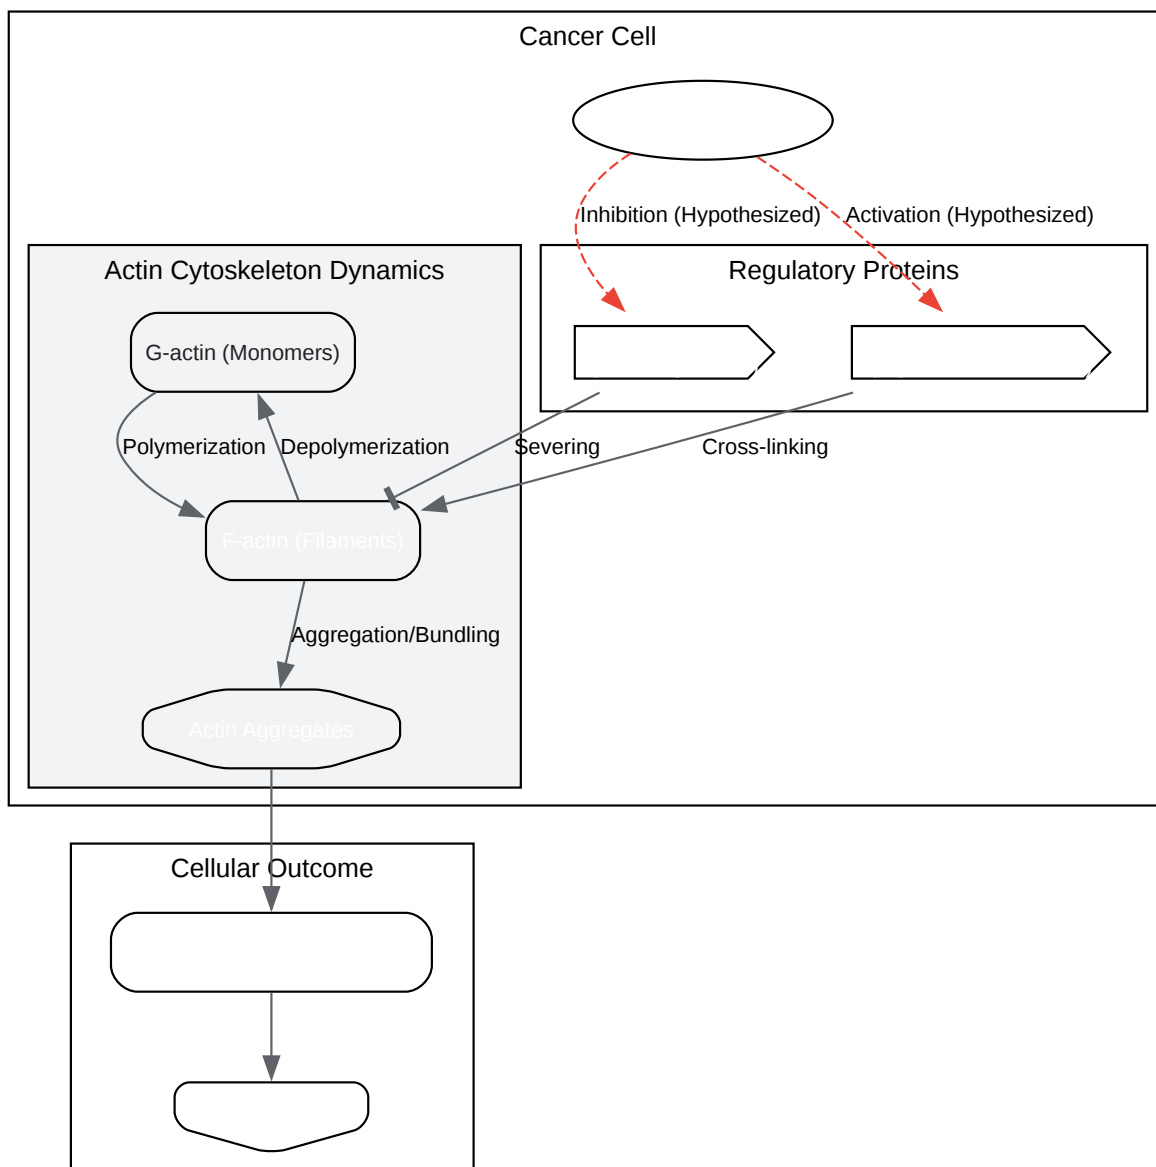 Cancer Cell
Inhibition (Hypothesized)
Activation (Hypothesized)
Actin Cytoskeleton Dynamics
Regulatory Proteins
G-actin (Monomers)
Polymerization
Depolymerization
Severing
Cross-linking
F-actin (Filaments)
Aggregation/Bundling
Actin Aggregates
Cellular Outcome